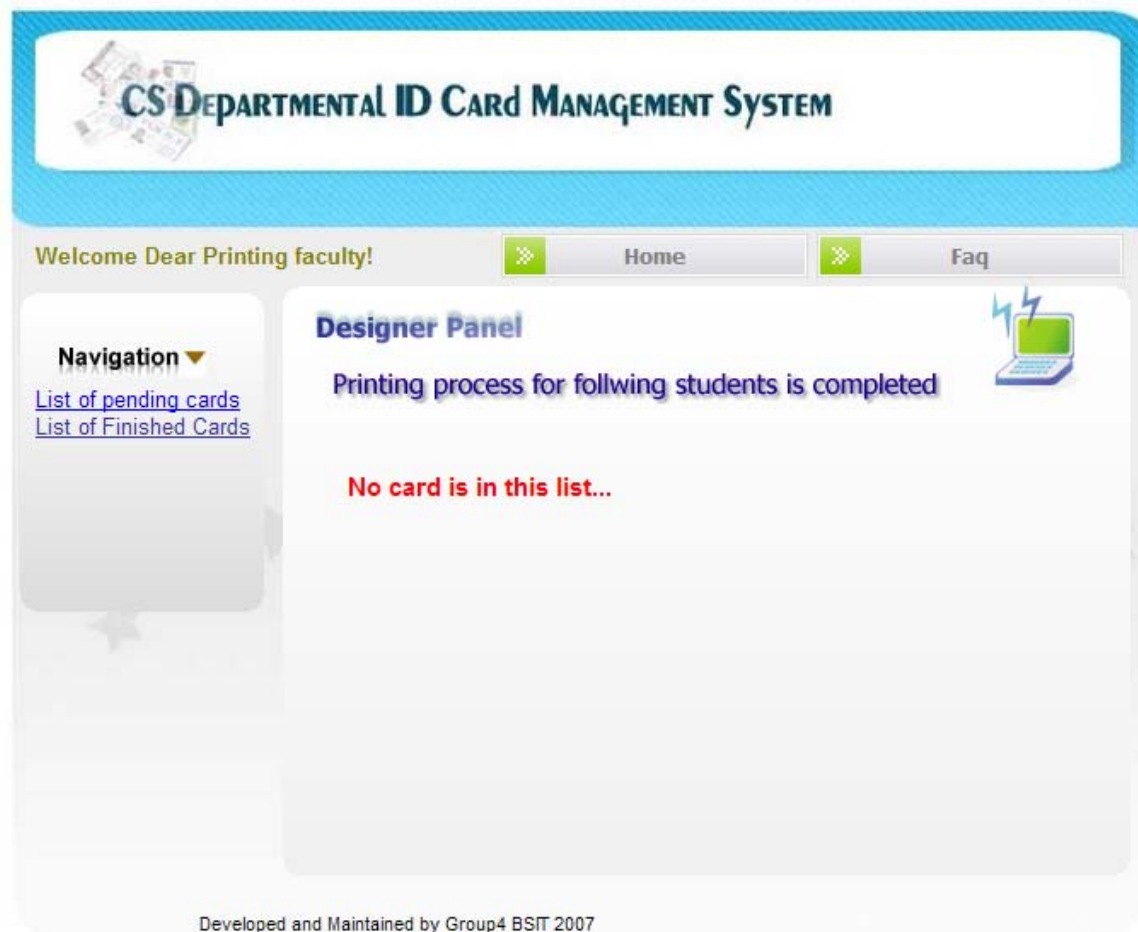 CS Departmental ID Card Management System
Welcome Dear Printing faculty!
Home
Faq
Navigation
List of pending cards
List of Finished Cards
Designer Panel
Printing process for follwing students is completed
No card is in this list...
Developed and Maintained by Group4 BSIT 2007